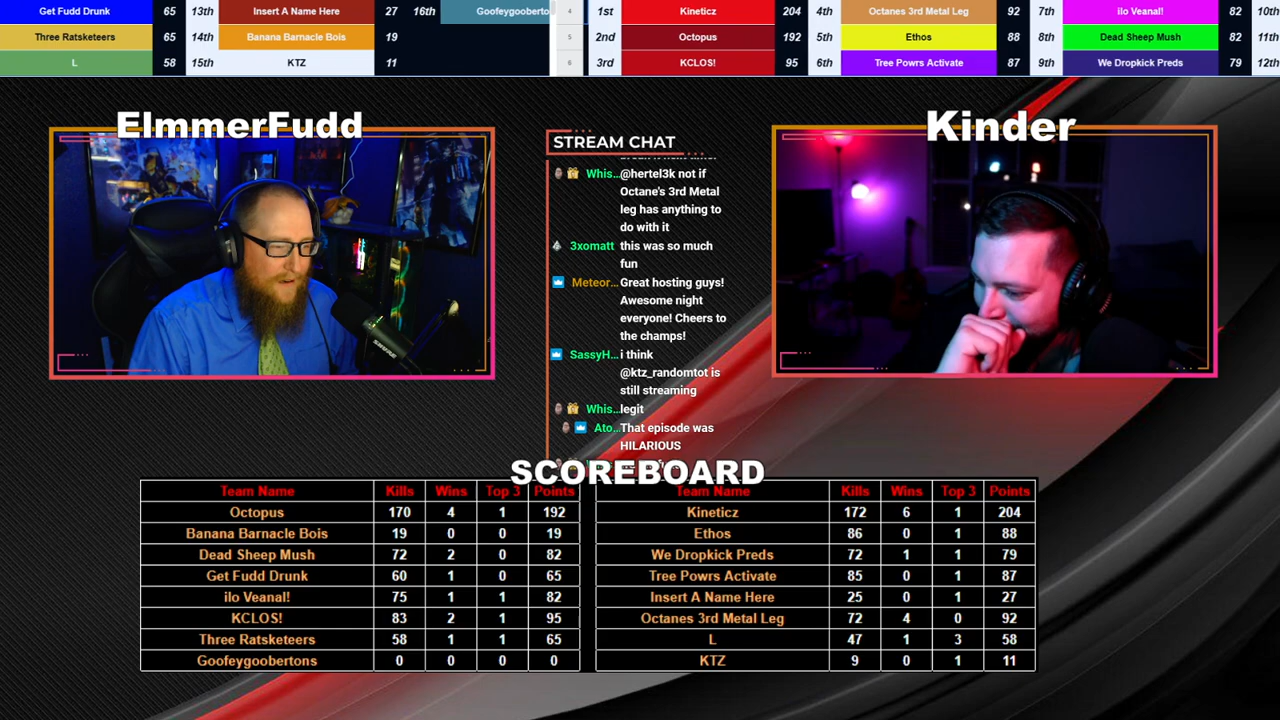 Get Fudd Drunk 65 13th Insert A Name Here 27 16th Goofeygooberto 4 1st Kineticz 204 4th Octanes 3rd Metal Leg 92 7th ilo Veanal! 82 10th
Three Ratsketeers 65 14th Banana Barnacle Bois 19 5 2nd Octopus 192 5th Ethos 88 8th Dead Sheep Mush 82 11th
L 58 15th KTZ 11 6 3rd KCLOS! 95 6th Tree Powrs Activate 87 9th We Dropkick Preds 79 12th
ElmmerFudd
Kinder
STREAM CHAT
Whis... @hertel3k not if
Octane's 3rd Metal
leg has anything to
do with it
3xomatt this was so much
fun
Meteor... Great hosting guys!
Awesome night
everyone! Cheers to
the champs!
SassyH... i think
@ktz_randomtot is
still streaming
Whis... legit
Ato... That episode was
HILARIOUS
SHURE
SCOREBOARD
Team Name Kills Wins Top 3 Points
Octopus 170 4 1 192
Banana Barnacle Bois 19 0 0 19
Dead Sheep Mush 72 2 0 82
Get Fudd Drunk 60 1 0 65
ilo Veanal! 75 1 1 82
KCLOS! 83 2 1 95
Three Ratsketeers 58 1 1 65
Goofeygoobertons 0 0 0 0
Team Name Kills Wins Top 3 Points
Kineticz 172 6 1 204
Ethos 86 0 1 88
We Dropkick Preds 72 1 1 79
Tree Powrs Activate 85 0 1 87
Insert A Name Here 25 0 1 27
Octanes 3rd Metal Leg 72 4 0 92
L 47 1 3 58
KTZ 9 0 1 11